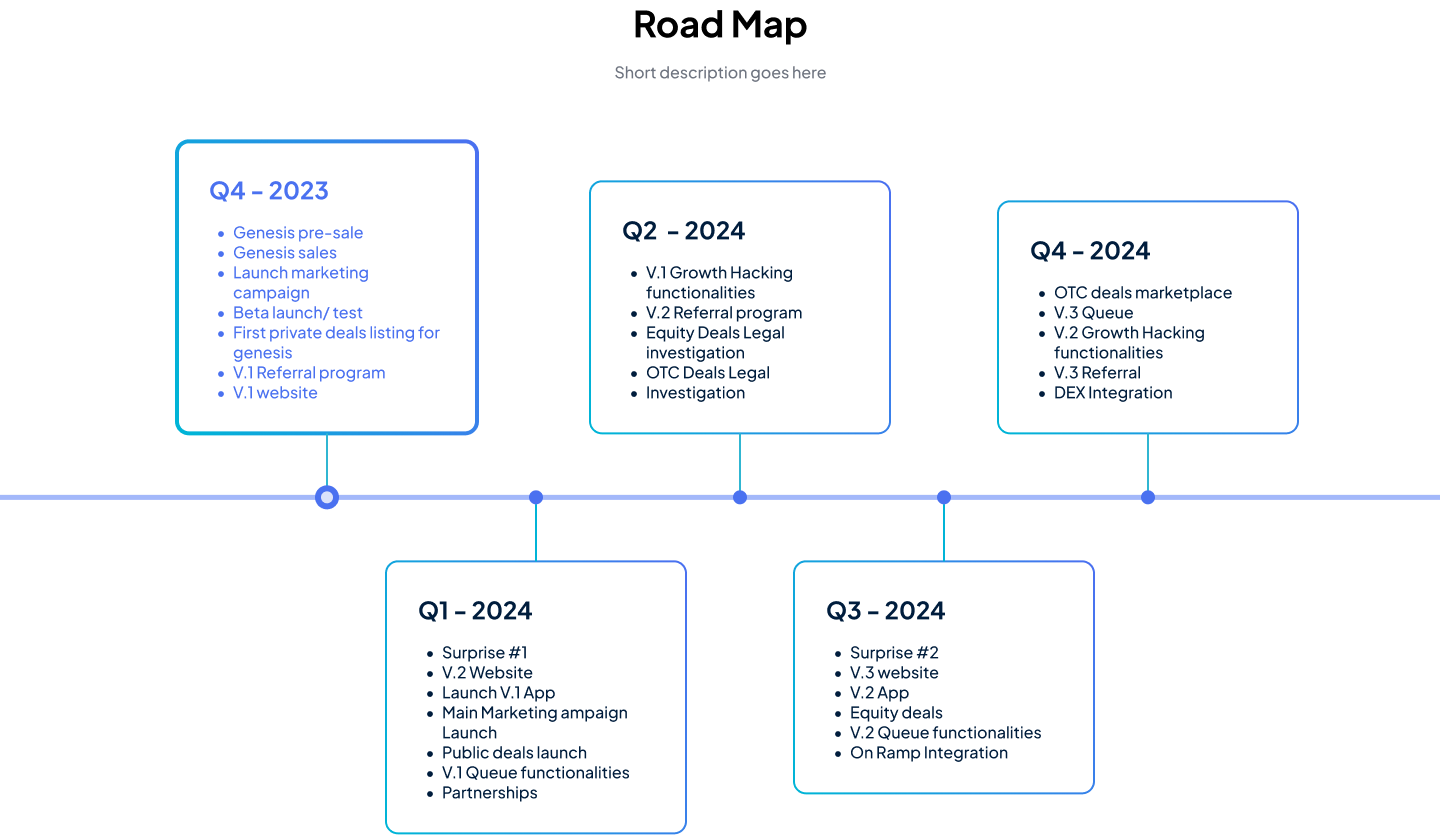 Road Map
Short description goes here
Q4 – 2023
• Genesis pre-sale
• Genesis sales
• Launch marketing
campaign
• Beta launch/ test
• First private deals listing for
genesis
• V.1 Referral program
• V.1 website
Q2 – 2024
• V.1 Growth Hacking
functionalities
• V.2 Referral program
• Equity Deals Legal
investigation
• OTC Deals Legal
• Investigation
Q4 – 2024
• OTC deals marketplace
• V.3 Queue
• V.2 Growth Hacking
functionalities
• V.3 Referral
• DEX Integration
Q1 – 2024
• Surprise #1
• V.2 Website
• Launch V.1 App
• Main Marketing ampaign
Launch
• Public deals launch
• V.1 Queue functionalities
• Partnerships
Q3 – 2024
• Surprise #2
• V.3 website
• V.2 App
• Equity deals
• V.2 Queue functionalities
• On Ramp Integration